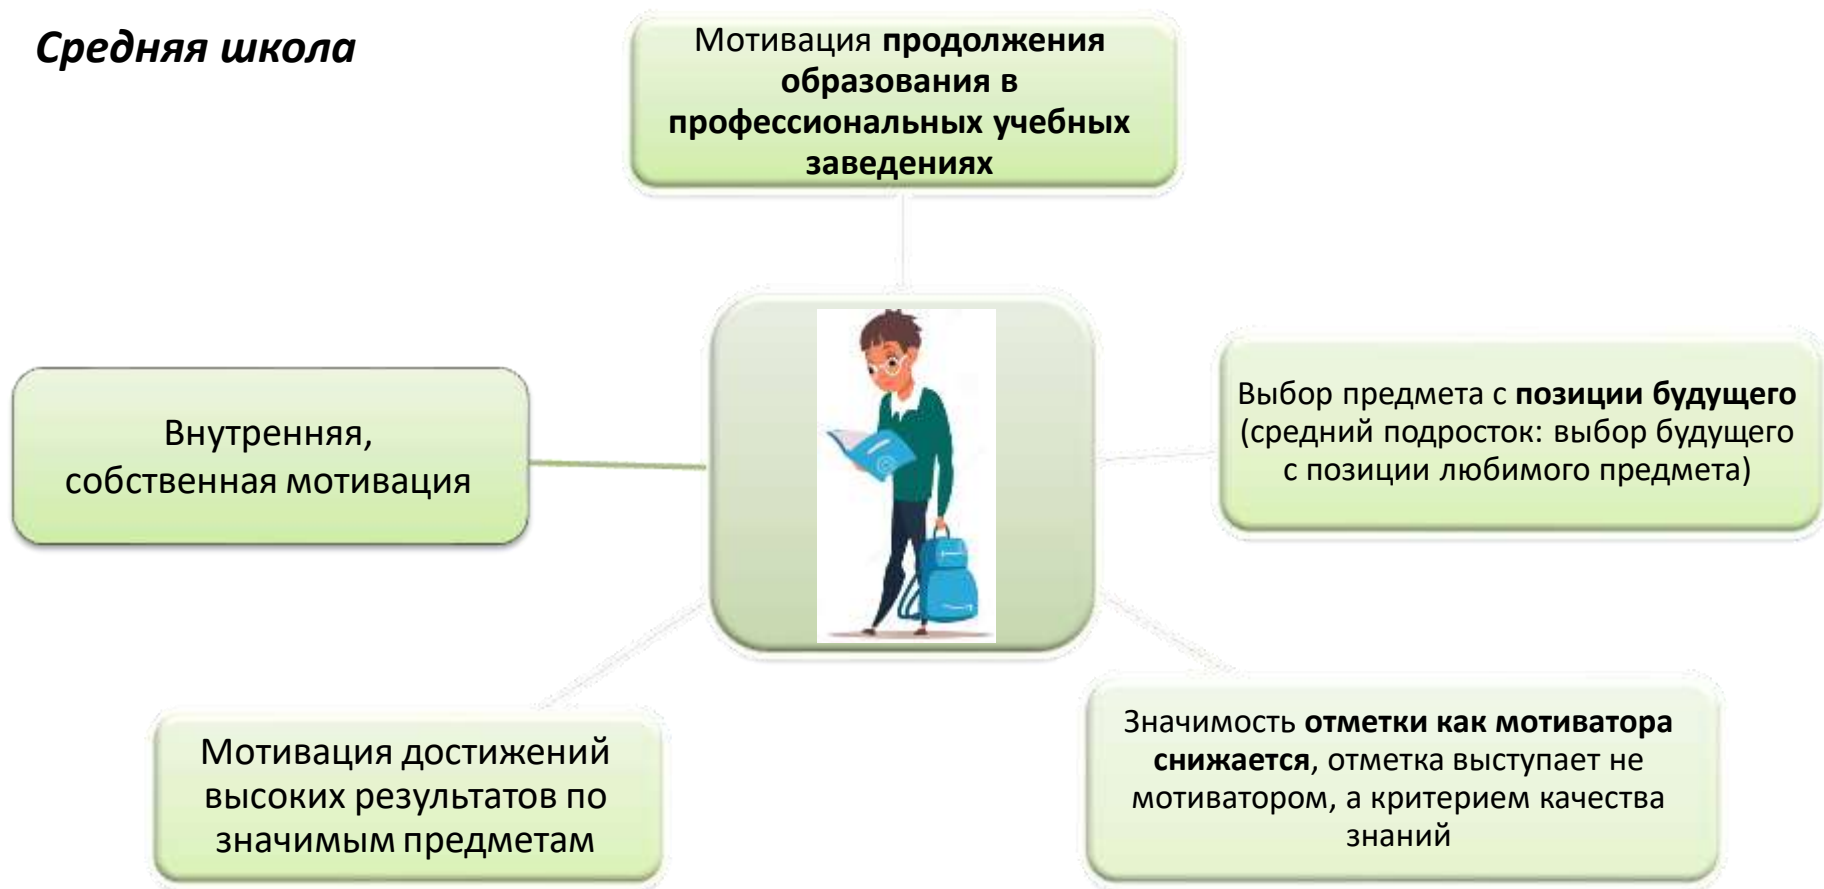 Средняя школа
Мотивация продолжения
образования в
профессиональных учебных
заведениях
Внутренняя,
собственная мотивация
Выбор предмета с позиции будущего
(средний подросток: выбор будущего
с позиции любимого предмета)
Мотивация достижений
высоких результатов по
значимым предметам
Значимость отметки как мотиватора
снижается, отметка выступает не
мотиватором, а критерием качества
знаний